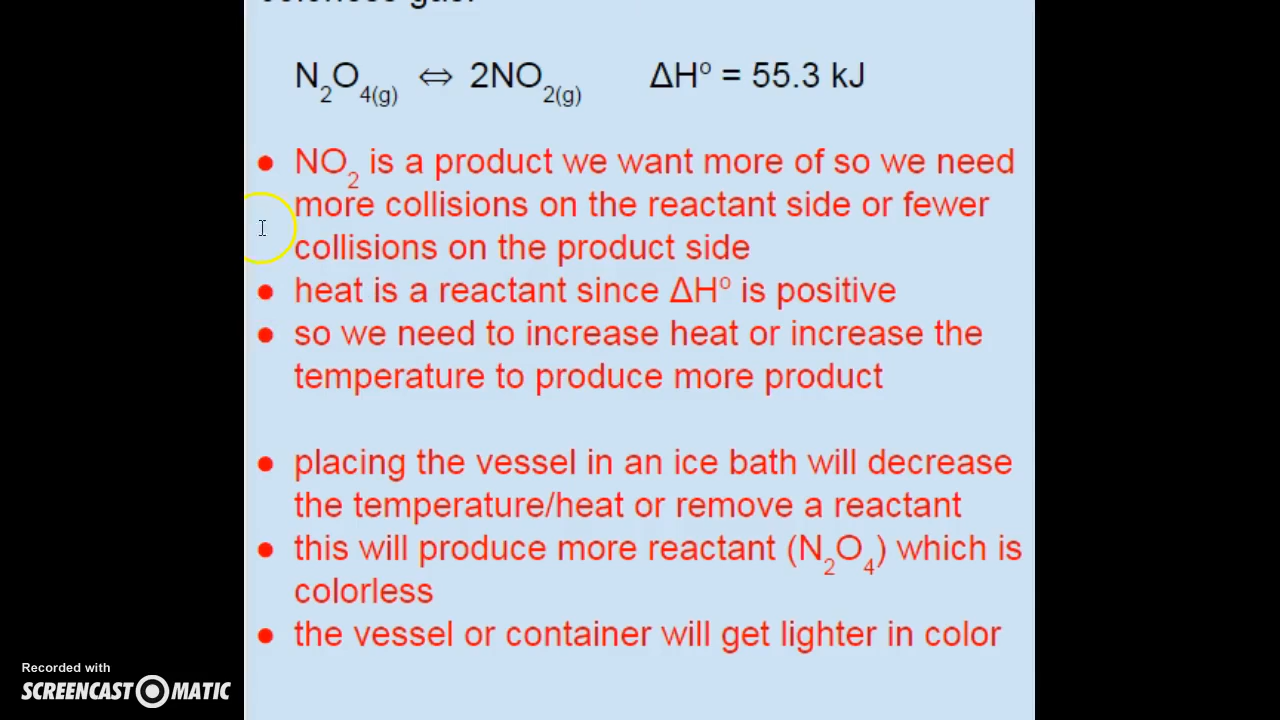 colorless gas.
N₂O₄(g) ⇔ 2NO₂(g) ΔHº = 55.3 kJ
● NO₂ is a product we want more of so we need
more collisions on the reactant side or fewer
collisions on the product side
● heat is a reactant since ΔHº is positive
● so we need to increase heat or increase the
temperature to produce more product
● placing the vessel in an ice bath will decrease
the temperature/heat or remove a reactant
● this will produce more reactant (N₂O₄) which is
colorless
● the vessel or container will get lighter in color
Recorded with
SCREENCAST MATIC